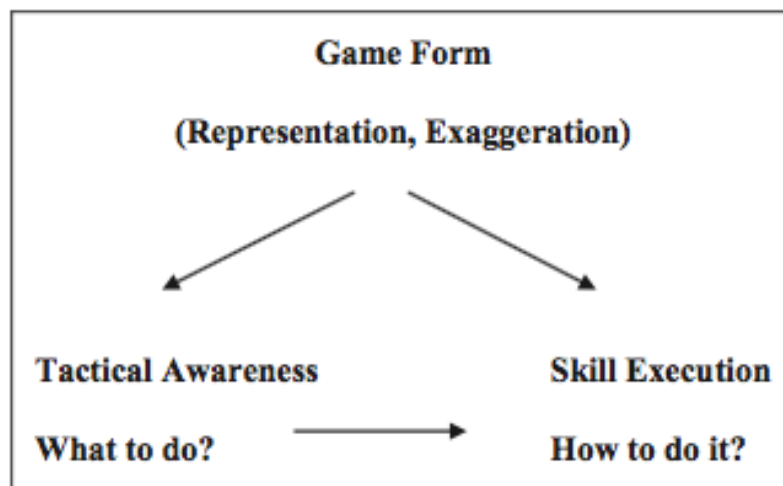 Game Form
(Representation, Exaggeration)
Tactical Awareness
Skill Execution
What to do?
How to do it?